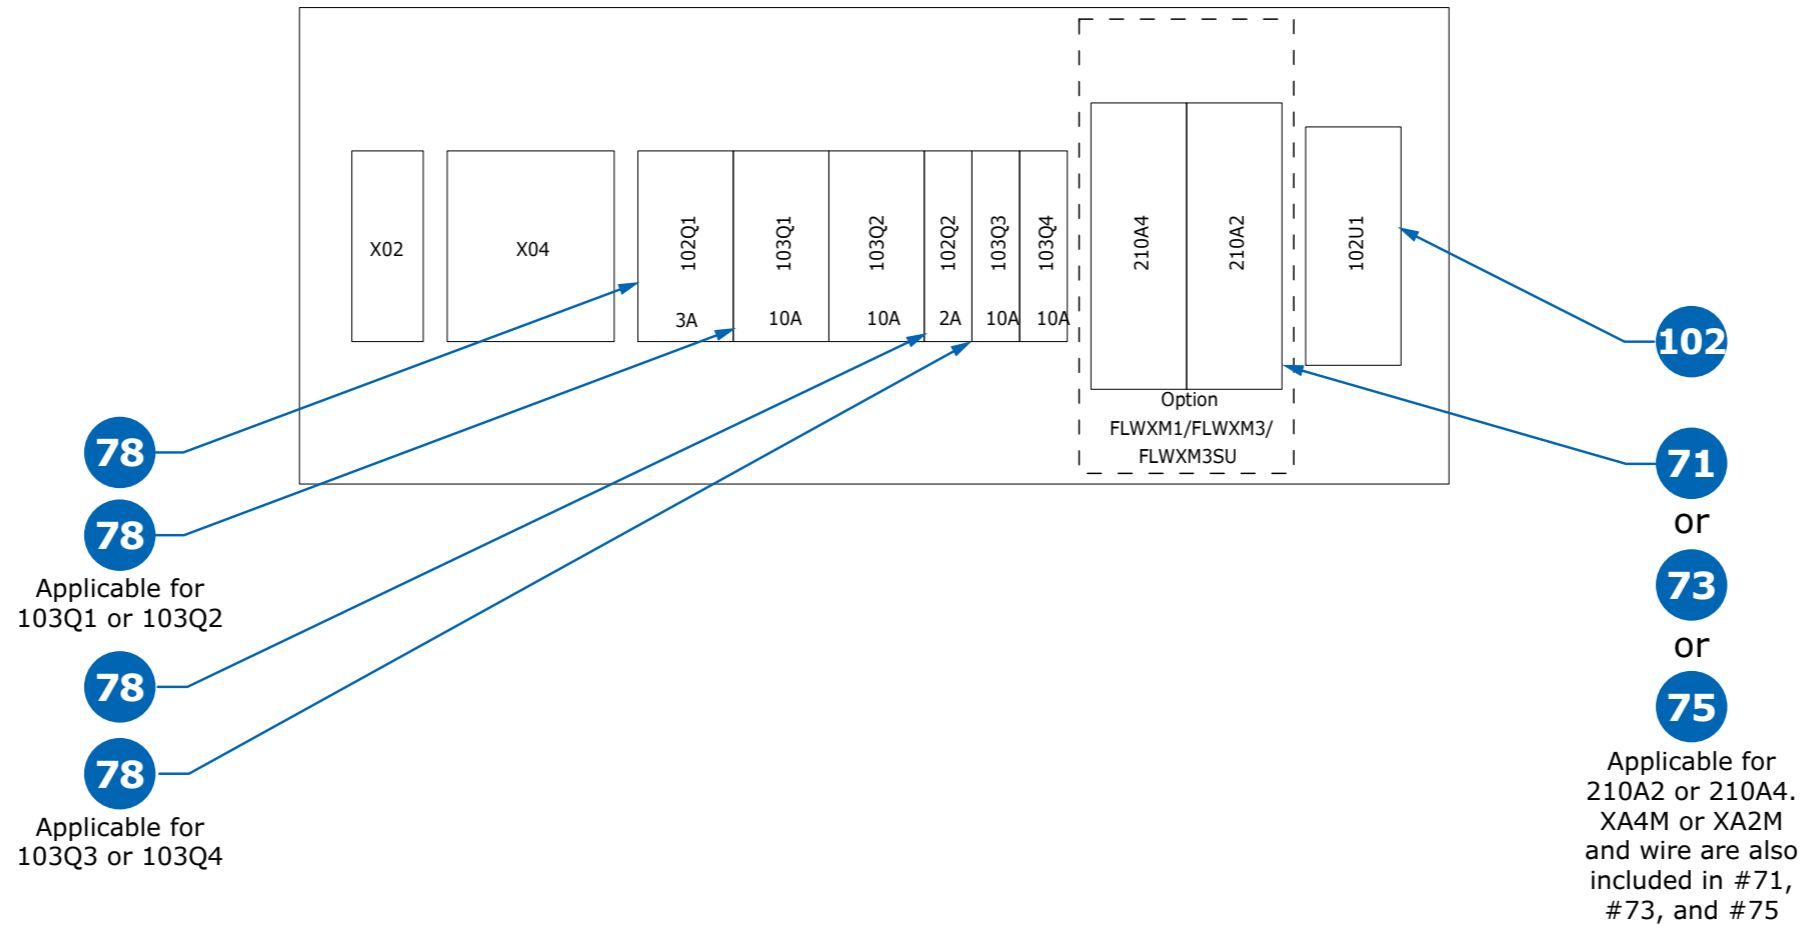 X02
X04
102Q1
3A
103Q1
10A
103Q2
10A
102Q2
2A
103Q3
10A
103Q4
10A
210A4
210A2
Option
FLWXM1/FLWXM3/
FLWXM3SU
102U1
78
78
Applicable for
103Q1 or 103Q2
78
78
Applicable for
103Q3 or 103Q4
102
71
or
73
or
75
Applicable for
210A2 or 210A4.
XA4M or XA2M
and wire are also
included in #71,
#73, and #75